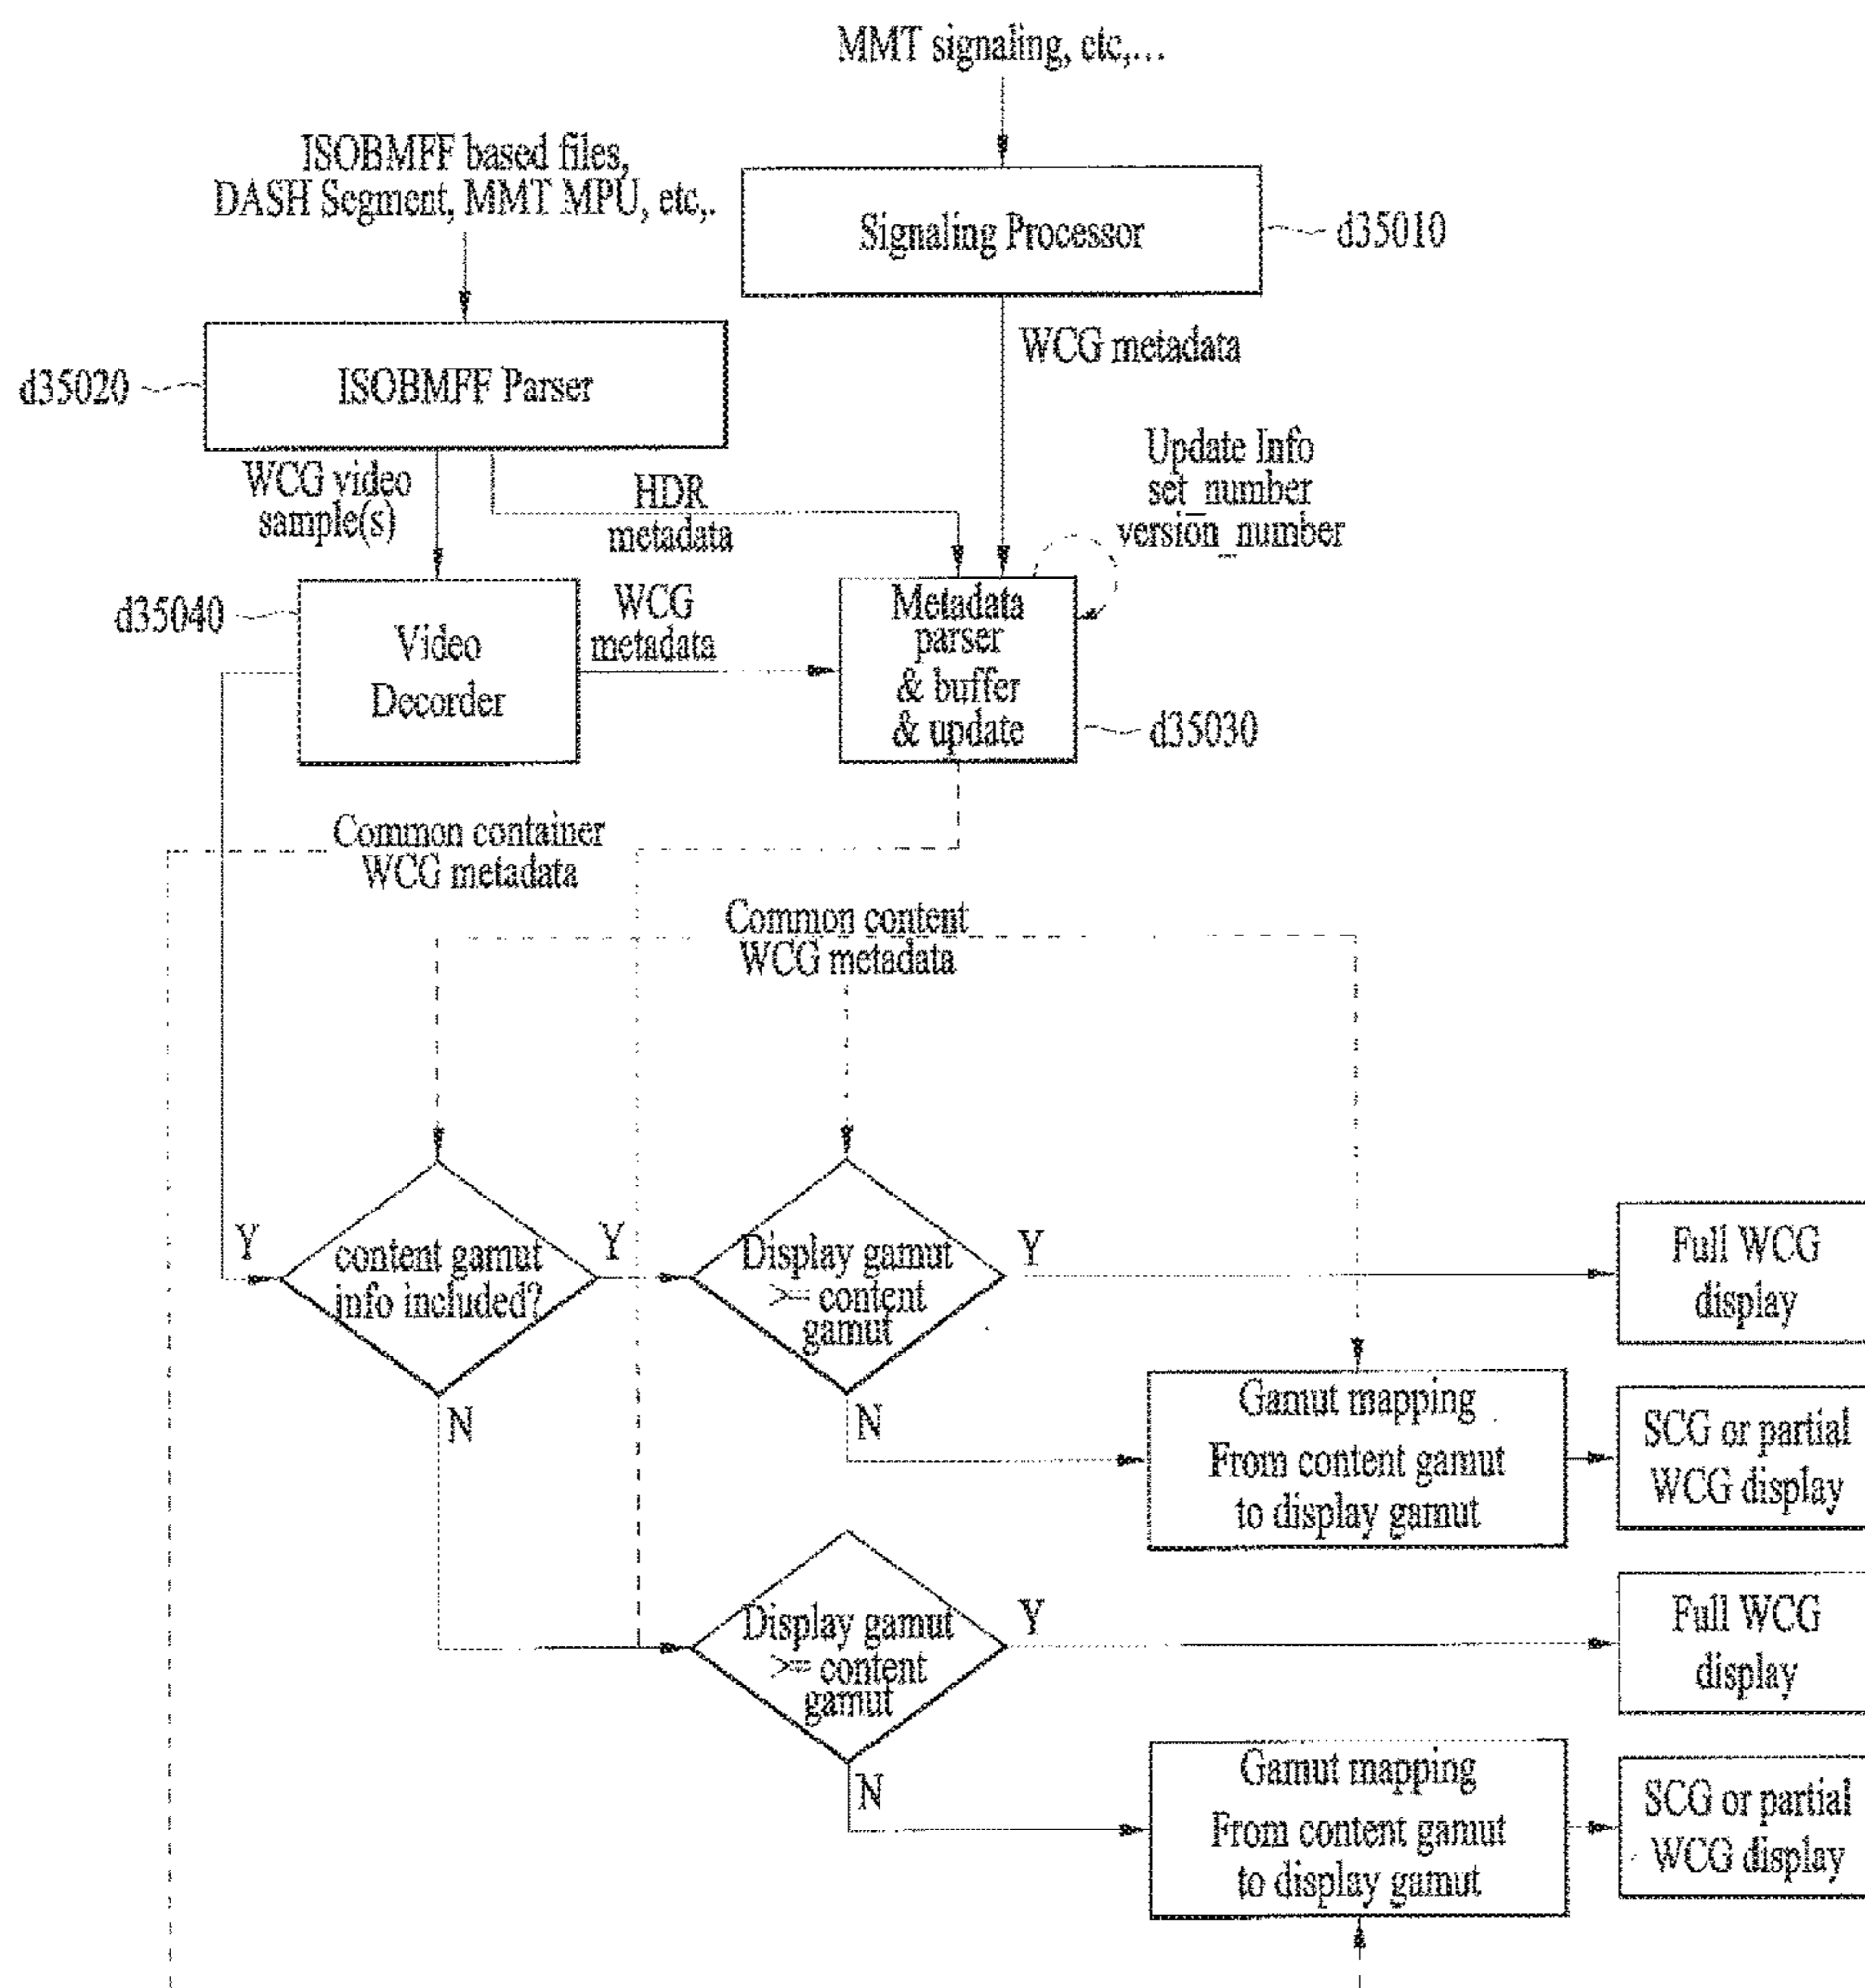 MMT signaling, etc,...
ISOBMFF based files,
DASH Segment, MMT MPU, etc,.
Signaling Processor
d35010
WCG metadata
d35020
ISOBMFF Parser
WCG video
sample(s)
HDR
metadata
Update Info
set_number
version_number
d35040
Video
Decorder
WCG
metadata
Metadata
parser
& buffer
& update
d35030
Common container
WCG metadata
Common content
WCG metadata
Y
content gamut
info included?
Y
Display gamut
>= content
gamut
Y
Full WCG
display
N
N
Gamut mapping
From content gamut
to display gamut
SCG or partial
WCG display
Display gamut
>= content
gamut
Y
Full WCG
display
N
Gamut mapping
From content gamut
to display gamut
SCG or partial
WCG display